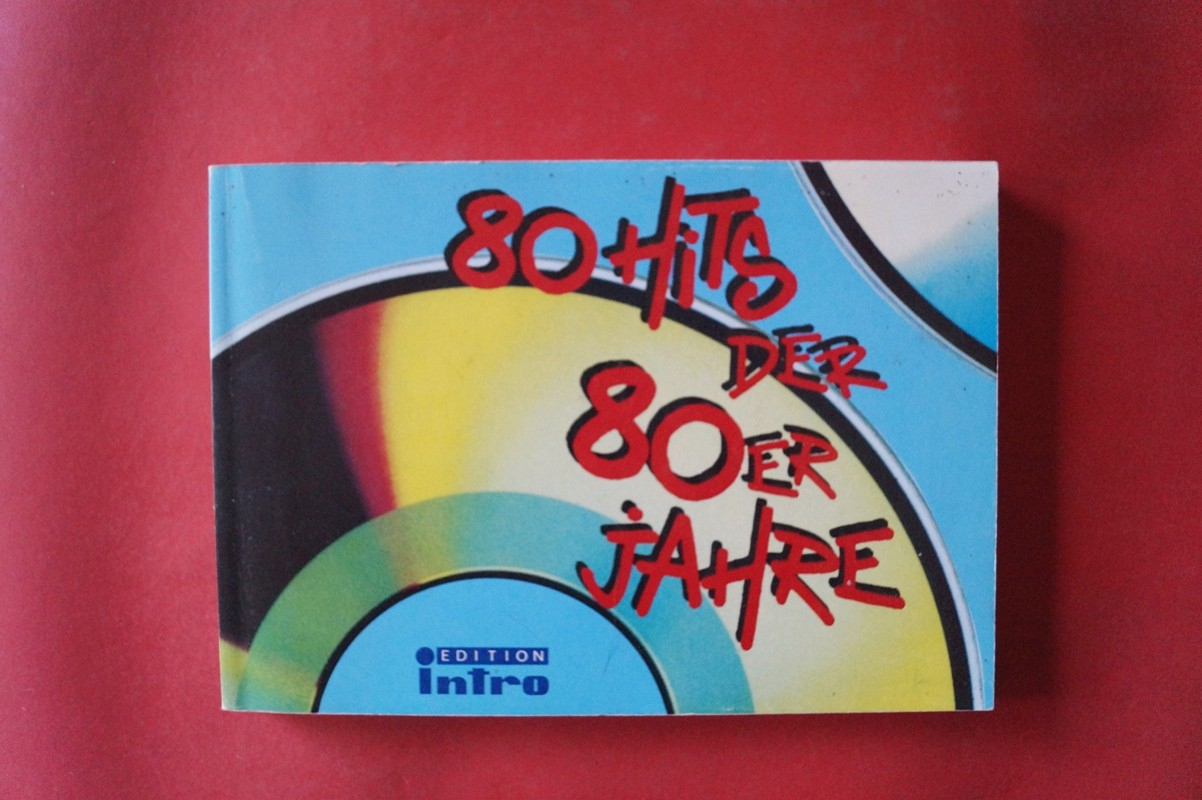 80 HiTS
DER
80ER
JAHRE
EDITION
intro